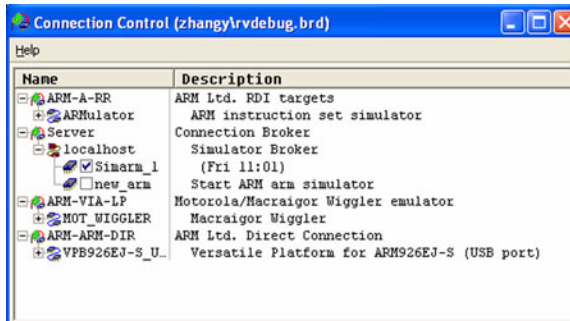 Connection Control (zhangy\rvdebug.brd)
Help
Name Description
ARM-A-RR ARM Ltd. RDI targets
ARMulator ARM instruction set simulator
Server Connection Broker
localhost Simulator Broker
Simarm_1 (Fri 11:01)
new_arm Start ARM arm simulator
ARM-VIA-LP Motorola/Macraigor Wiggler emulator
MOT_WIGGLER Macraigor Wiggler
ARM-ARM-DIR ARM Ltd. Direct Connection
VPB926EJ-S_U... Versatile Platform for ARM926EJ-S (USB port)